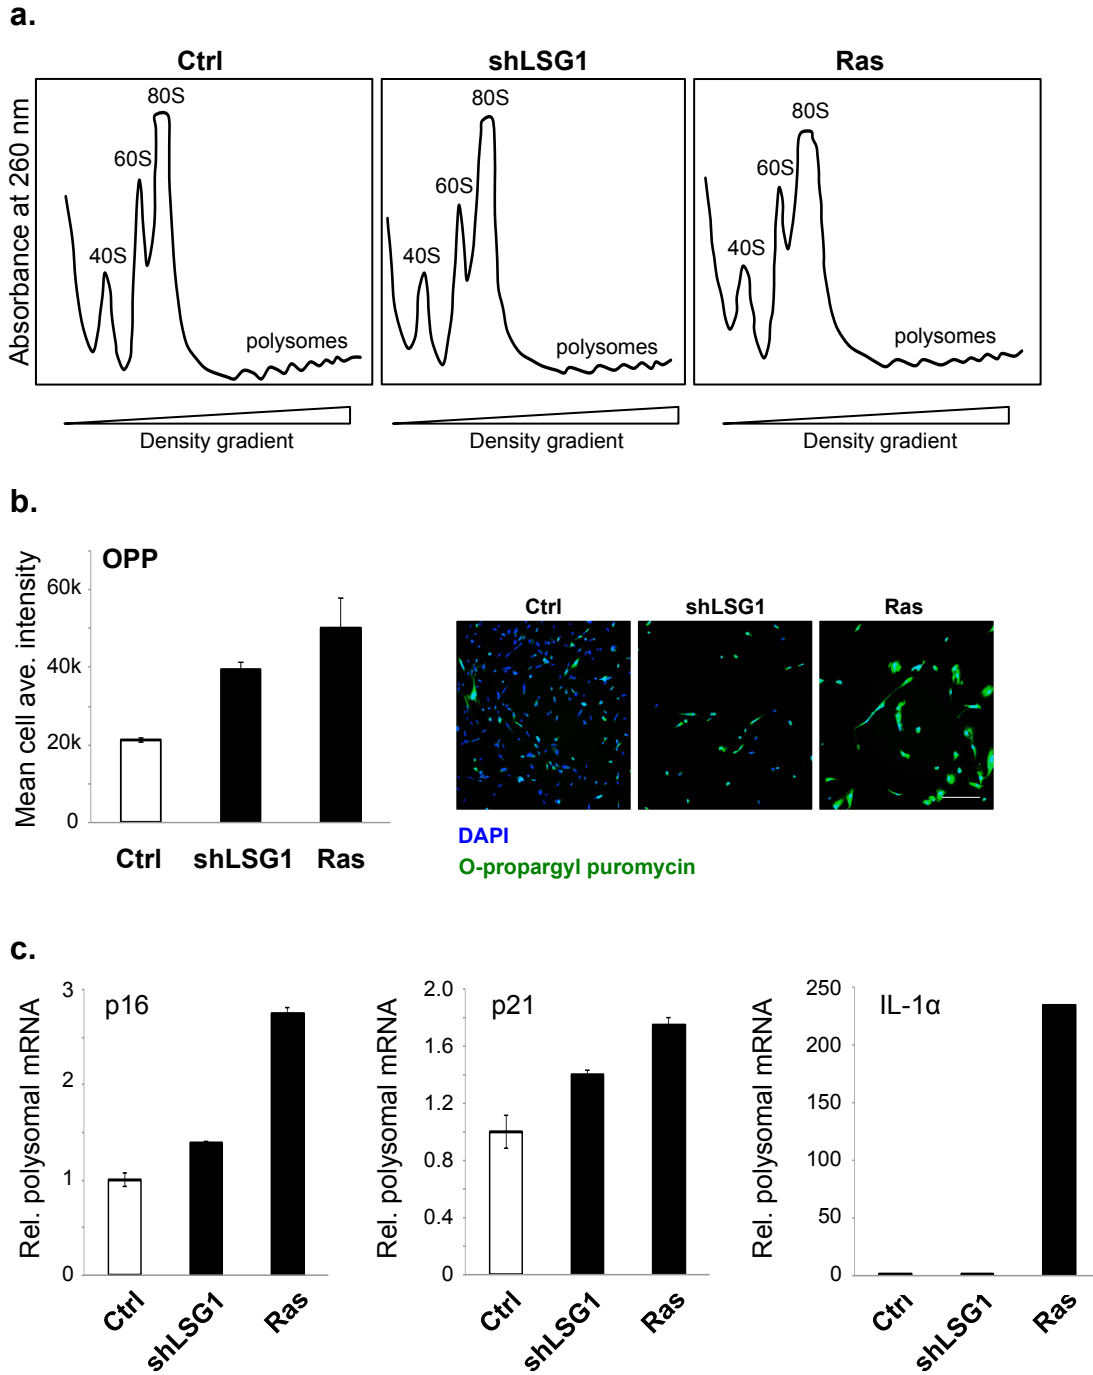 a.
Ctrl
shLSG1
Ras
Absorbance at 260 nm
40S
60S
80S
polysomes
40S
60S
80S
polysomes
40S
60S
80S
polysomes
Density gradient
Density gradient
Density gradient
b.
OPP
Mean cell ave. intensity
60k
40k
20k
0
Ctrl
shLSG1
Ras
Ctrl
shLSG1
Ras
DAPI
O-propargyl puromycin
c.
p16
Rel. polysomal mRNA
3
2
1
0
Ctrl
shLSG1
Ras
p21
Rel. polysomal mRNA
2.0
1.6
1.2
0.8
0.4
0
Ctrl
shLSG1
Ras
IL-1α
Rel. polysomal mRNA
250
200
150
100
50
0
Ctrl
shLSG1
Ras